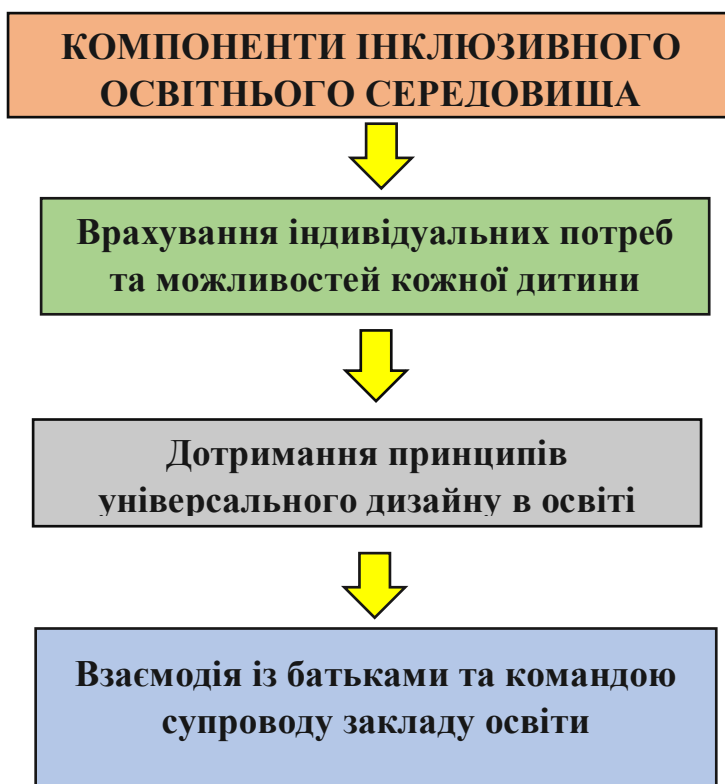 КОМПОНЕНТИ ІНКЛЮЗИВНОГО
ОСВІТНЬОГО СЕРЕДОВИЩА
Врахування індивідуальних потреб
та можливостей кожної дитини
Дотримання принципів
універсального дизайну в освіті
Взаємодія із батьками та командою
супроводу закладу освіти